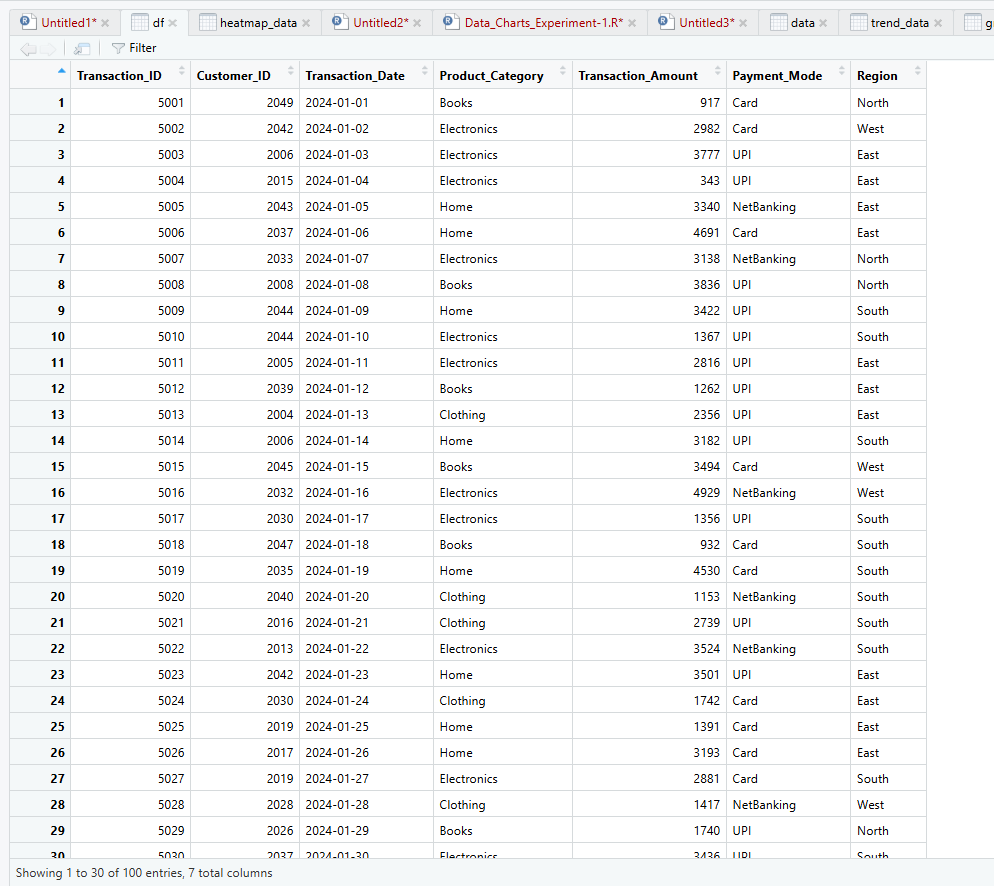 Untitled1* df heatmap_data Untitled2* Data_Charts_Experiment-1.R* Untitled3* data trend_data
Filter
Transaction_ID Customer_ID Transaction_Date Product_Category Transaction_Amount Payment_Mode Region
1 5001 2049 2024-01-01 Books 917 Card North
2 5002 2042 2024-01-02 Electronics 2982 Card West
3 5003 2006 2024-01-03 Electronics 3777 UPI East
4 5004 2015 2024-01-04 Electronics 343 UPI East
5 5005 2043 2024-01-05 Home 3340 NetBanking East
6 5006 2037 2024-01-06 Home 4691 Card East
7 5007 2033 2024-01-07 Electronics 3138 NetBanking North
8 5008 2008 2024-01-08 Books 3836 UPI North
9 5009 2044 2024-01-09 Home 3422 UPI South
10 5010 2044 2024-01-10 Electronics 1367 UPI South
11 5011 2005 2024-01-11 Electronics 2816 UPI East
12 5012 2039 2024-01-12 Books 1262 UPI East
13 5013 2004 2024-01-13 Clothing 2356 UPI East
14 5014 2006 2024-01-14 Home 3182 UPI South
15 5015 2045 2024-01-15 Books 3494 Card West
16 5016 2032 2024-01-16 Electronics 4929 NetBanking West
17 5017 2030 2024-01-17 Electronics 1356 UPI South
18 5018 2047 2024-01-18 Books 932 Card South
19 5019 2035 2024-01-19 Home 4530 Card South
20 5020 2040 2024-01-20 Clothing 1153 NetBanking South
21 5021 2016 2024-01-21 Clothing 2739 UPI South
22 5022 2013 2024-01-22 Electronics 3524 NetBanking South
23 5023 2042 2024-01-23 Home 3501 UPI East
24 5024 2030 2024-01-24 Clothing 1742 Card East
25 5025 2019 2024-01-25 Home 1391 Card East
26 5026 2017 2024-01-26 Home 3193 Card East
27 5027 2019 2024-01-27 Electronics 2881 Card South
28 5028 2028 2024-01-28 Clothing 1417 NetBanking West
29 5029 2026 2024-01-29 Books 1740 UPI North
30 5030 2037 2024-01-30 Electronics 3436 UPI South
Showing 1 to 30 of 100 entries, 7 total columns